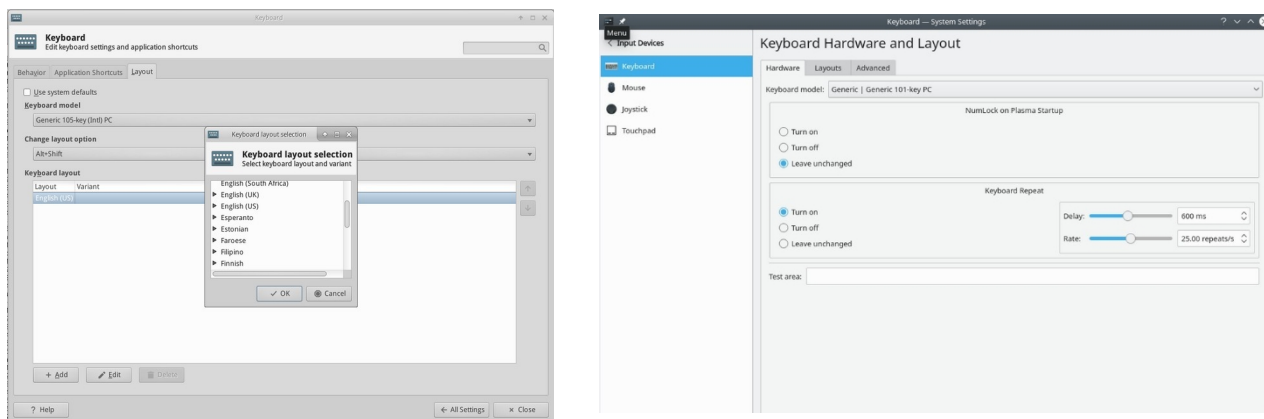 Keyboard
Keyboard
Edit keyboard settings and application shortcuts
Behavior Application Shortcuts Layout
Use system defaults
Keyboard model
Generic 105-key (Intl) PC
Change layout option
Alt+Shift
Keyboard layout
Layout Variant
English (US)
Keyboard layout selection
Keyboard layout selection
Select keyboard layout and variant
English (South Africa)
English (UK)
English (US)
Esperanto
Estonian
Faroese
Filipino
Finnish
OK Cancel
+ Add Edit Delete
? Help All Settings Close
Keyboard — System Settings
Menu
Input Devices
Keyboard
Mouse
Joystick
Touchpad
Keyboard Hardware and Layout
Hardware Layouts Advanced
Keyboard model: Generic | Generic 101-key PC
NumLock on Plasma Startup
Turn on
Turn off
Leave unchanged
Keyboard Repeat
Turn on
Turn off
Leave unchanged
Delay: 600 ms
Rate: 25.00 repeats/s
Test area: